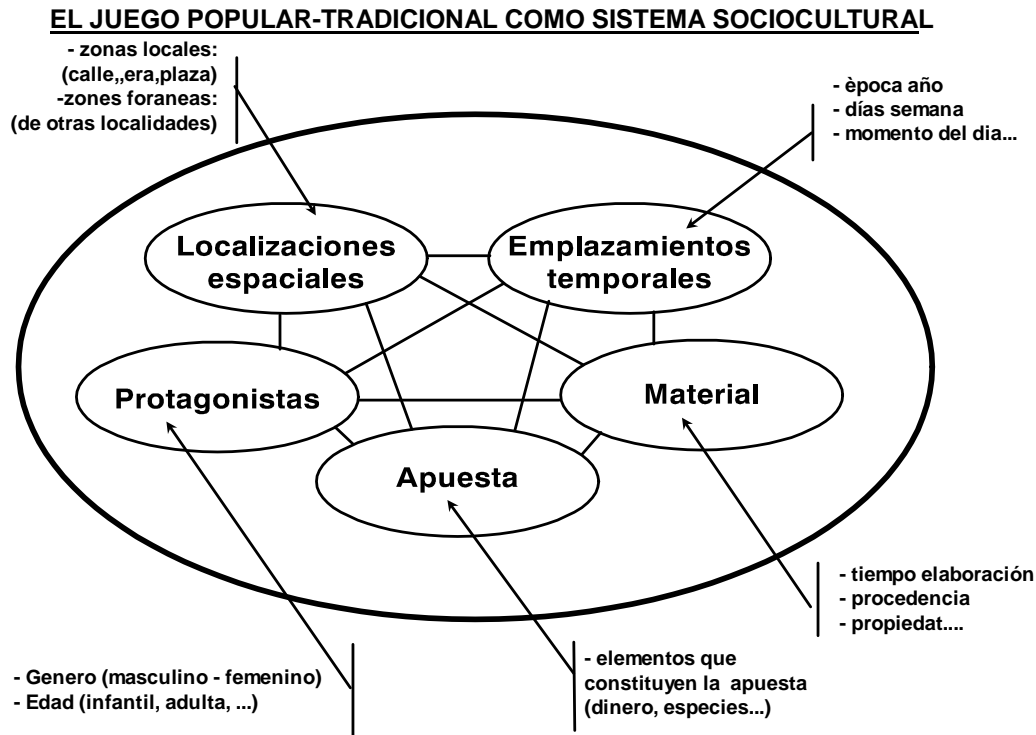 EL JUEGO POPULAR-TRADICIONAL COMO SISTEMA SOCIOCULTURAL
- zonas locales:
(calle,,era,plaza)
-zones foraneas:
(de otras localidades)
- època año
- días semana
- momento del dia...
Localizaciones
espaciales
Emplazamientos
temporales
Protagonistas
Material
Apuesta
- tiempo elaboración
- procedencia
- propiedat....
- Genero (masculino - femenino)
- Edad (infantil, adulta, ...)
- elementos que
constituyen la apuesta
(dinero, especies...)